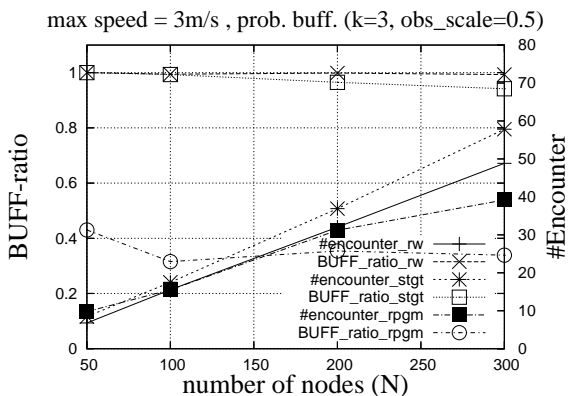 max speed = 3m/s , prob. buff. (k=3, obs_scale=0.5)
1
0.8
0.6
0.4
0.2
0
BUFF-ratio
80
70
60
50
40
30
20
10
0
#Encounter
#encounter_rw
BUFF_ratio_rw
#encounter_stgt
BUFF_ratio_stgt
#encounter_rpgm
BUFF_ratio_rpgm
50 100 150 200 250 300
number of nodes (N)